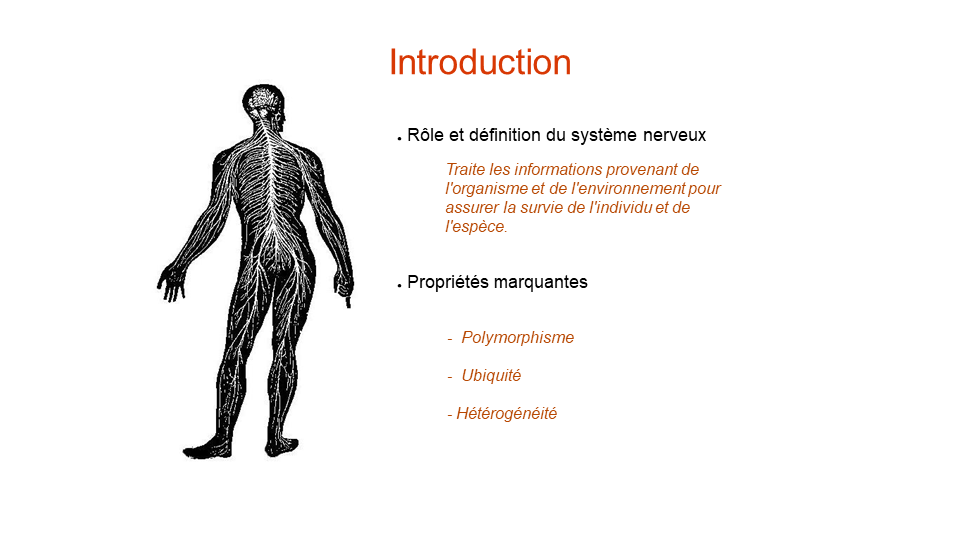 Introduction
● Rôle et définition du système nerveux
Traite les informations provenant de
l'organisme et de l'environnement pour
assurer la survie de l'individu et de
l'espèce.
● Propriétés marquantes
- Polymorphisme
- Ubiquité
- Hétérogénéité